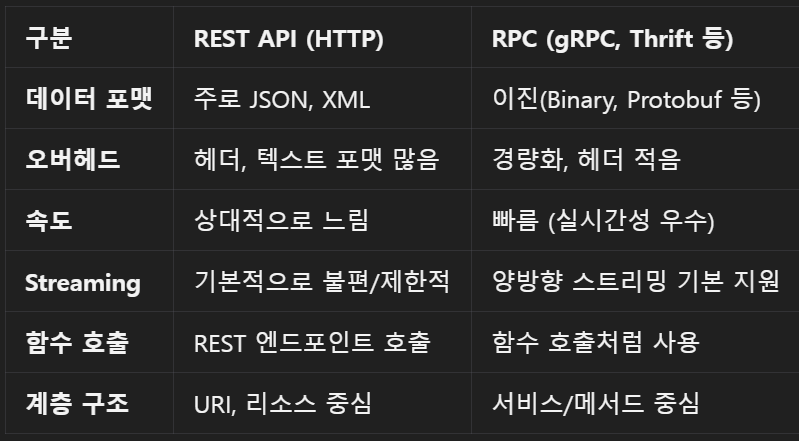 구분 REST API (HTTP) RPC (gRPC, Thrift 등)
데이터 포맷 주로 JSON, XML 이진(Binary, Protobuf 등)
오버헤드 헤더, 텍스트 포맷 많음 경량화, 헤더 적음
속도 상대적으로 느림 빠름 (실시간성 우수)
Streaming 기본적으로 불편/제한적 양방향 스트리밍 기본 지원
함수 호출 REST 엔드포인트 호출 함수 호출처럼 사용
계층 구조 URI, 리소스 중심 서비스/메서드 중심